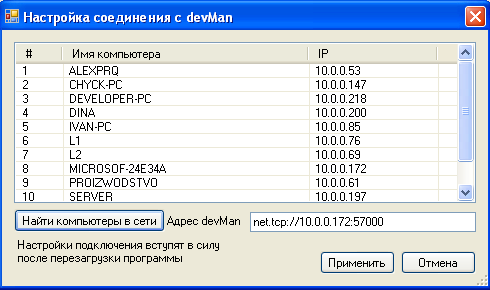 Настройка соединения с devMan
# Имя компьютера IP
1 ALEXPRQ 10.0.0.53
2 CHYCK-PC 10.0.0.147
3 DEVELOPER-PC 10.0.0.218
4 DINA 10.0.0.200
5 IVAN-PC 10.0.0.85
6 L1 10.0.0.76
7 L2 10.0.0.69
8 MICROSOF-24E34A 10.0.0.172
9 PROIZWODSTVO 10.0.0.61
10 SERVER 10.0.0.197
Найти компьютеры в сети Адрес devMan net.tcp://10.0.0.172:57000
Настройки подключения вступят в силу
после перезагрузки программы
Применить Отмена